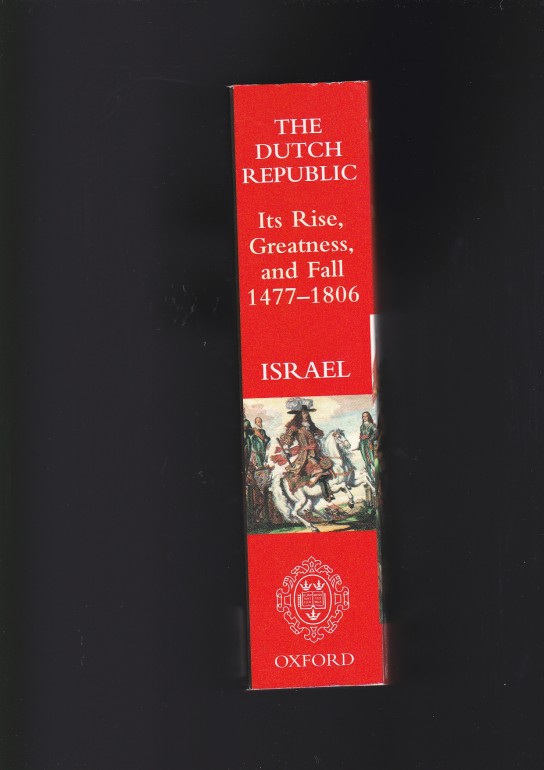 THE
DUTCH
REPUBLIC
Its Rise,
Greatness,
and Fall
1477–1806
ISRAEL
OXFORD